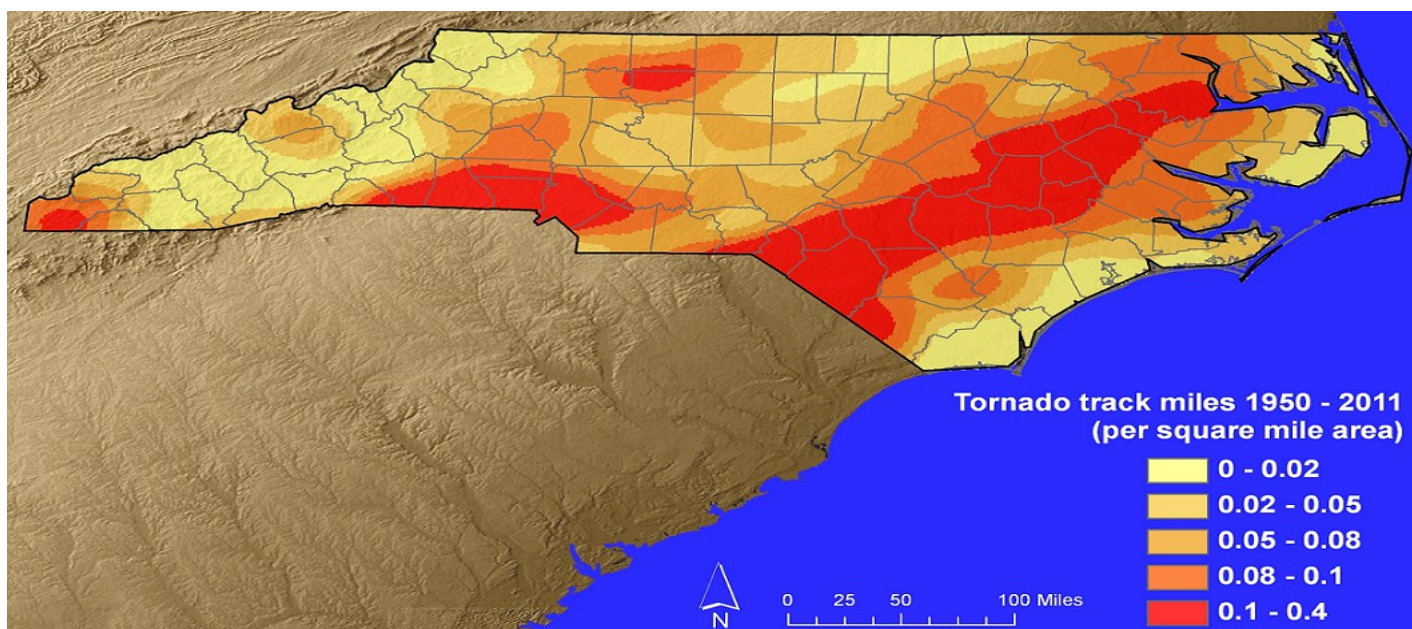 Tornado track miles 1950 - 2011
(per square mile area)
0 - 0.02
0.02 - 0.05
0.05 - 0.08
0.08 - 0.1
0.1 - 0.4
N
0 25 50 100 Miles